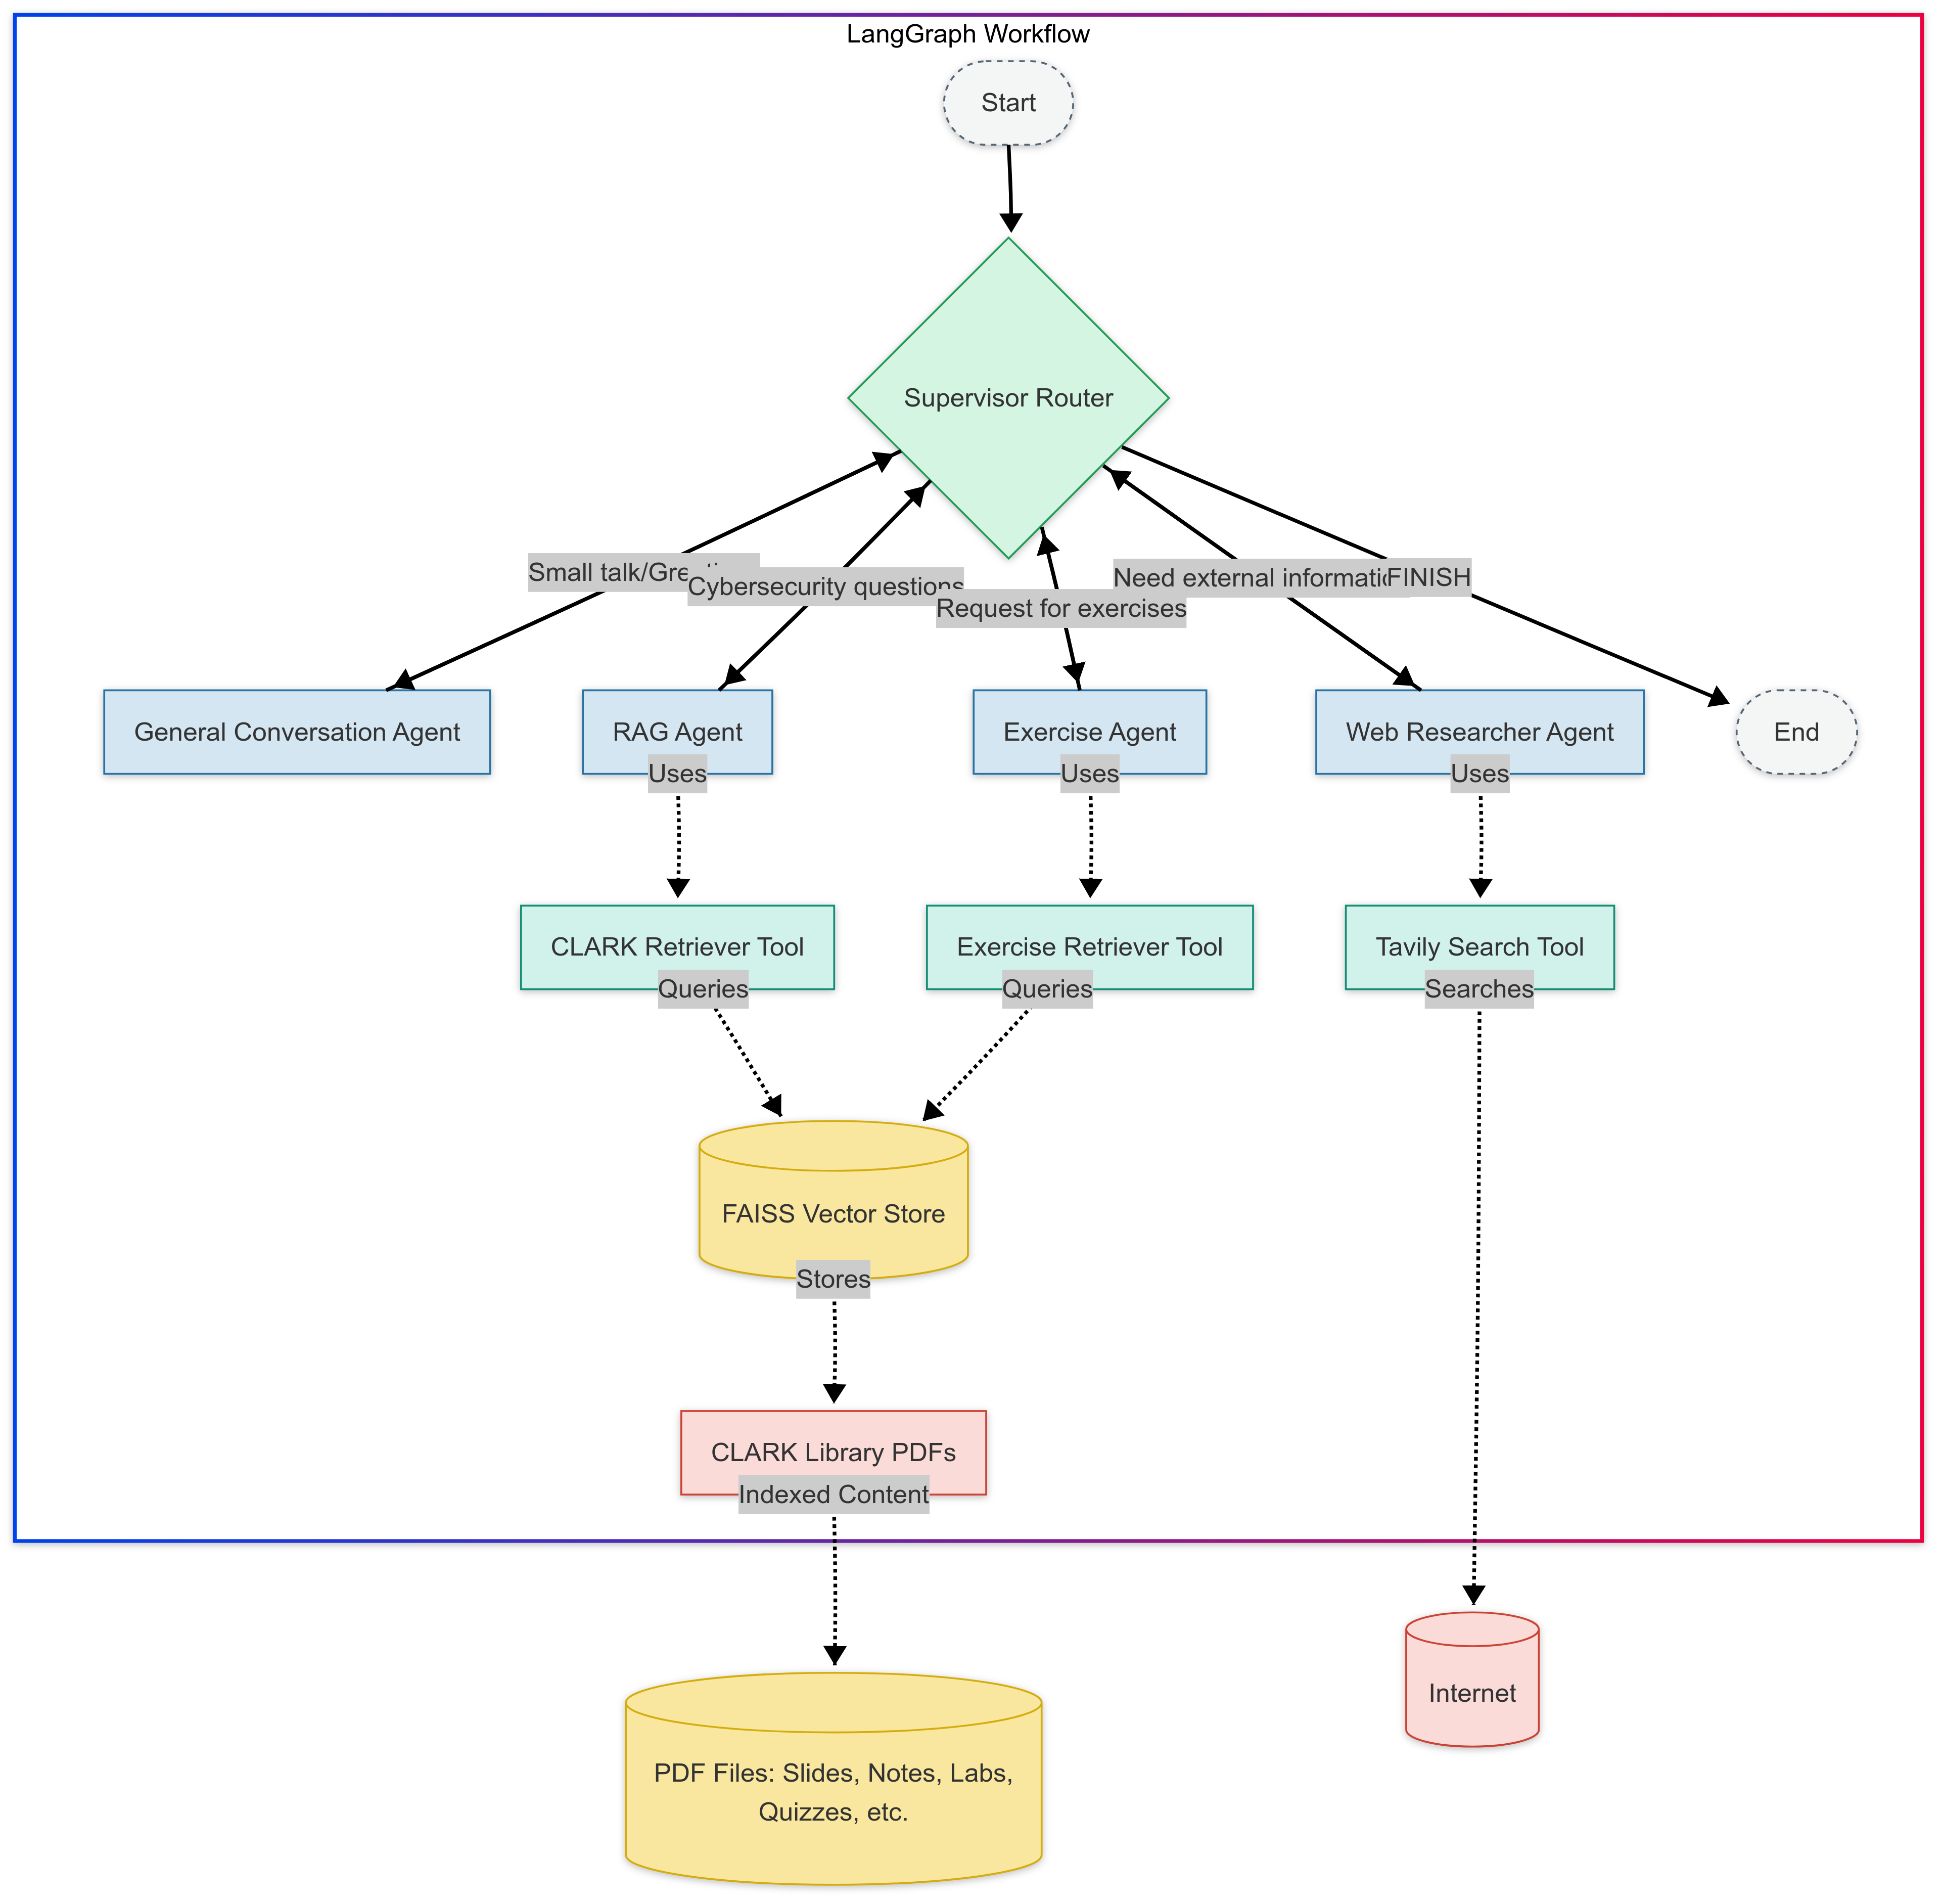 LangGraph Workflow
Start
Supervisor Router
Small talk/Gre
Cybersecurity questions
Request for exercises
Need external informati
FINISH
General Conversation Agent
RAG Agent
Exercise Agent
Web Researcher Agent
End
Uses
Uses
Uses
CLARK Retriever Tool
Exercise Retriever Tool
Tavily Search Tool
Queries
Queries
Searches
FAISS Vector Store
Stores
CLARK Library PDFs
Indexed Content
Internet
PDF Files: Slides, Notes, Labs,
Quizzes, etc.